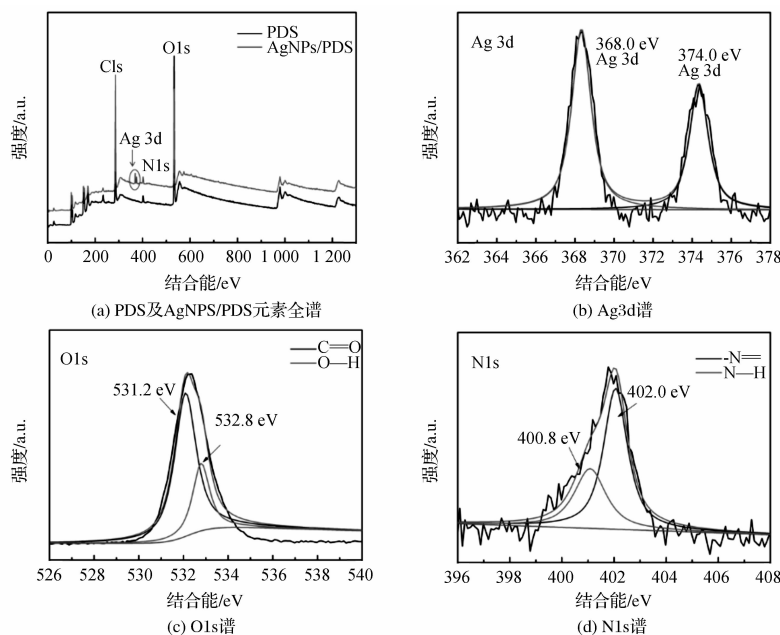 PDS
AgNPs/PDS
O1s
Cls
Ag 3d
N1s
强度/a.u.
0 200 400 600 800 1 000 1 200
结合能/eV
(a) PDS及AgNPS/PDS元素全谱
Ag 3d
368.0 eV
Ag 3d
374.0 eV
Ag 3d
强度/a.u.
362 364 366 368 370 372 374 376 378
结合能/eV
(b) Ag3d谱
O1s
C=O
O—H
531.2 eV
532.8 eV
强度/a.u.
526 528 530 532 534 536 538 540
结合能/eV
(c) O1s谱
N1s
-N=
N—H
402.0 eV
400.8 eV
强度/a.u.
396 398 400 402 404 406 408
结合能/eV
(d) N1s谱